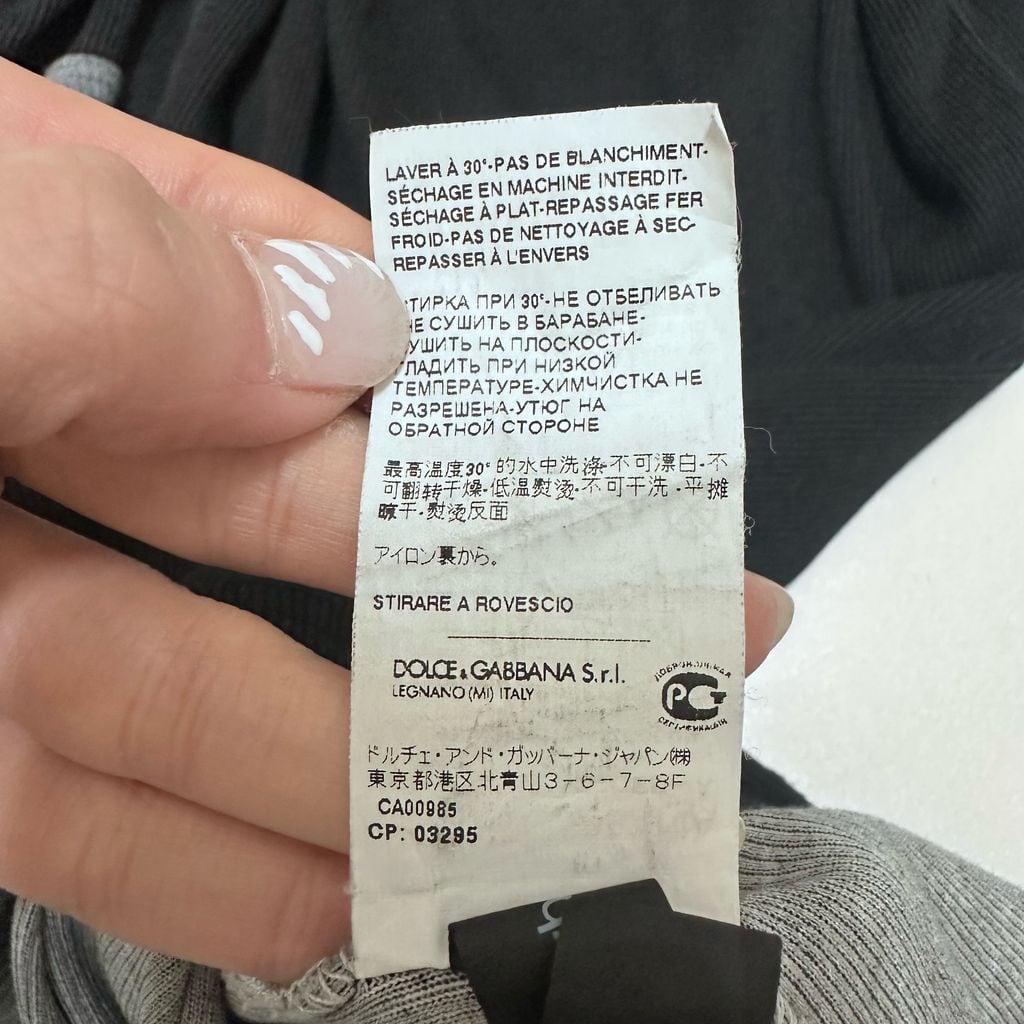 LAVER À 30°-PAS DE BLANCHIMENT-
SÉCHAGE EN MACHINE INTERDIT-
SÉCHAGE À PLAT-REPASSAGE FER
FROID-PAS DE NETTOYAGE À SEC-
REPASSER À L'ENVERS
ТИРКА ПРИ 30°-НЕ ОТБЕЛИВАТЬ
НЕ СУШИТЬ В БАРАБАНЕ-
УШИТЬ НА ПЛОСКОСТИ-
ГЛАДИТЬ ПРИ НИЗКОЙ
ТЕМПЕРАТУРЕ-ХИМЧИСТКА НЕ
РАЗРЕШЕНА-УТЮГ НА
ОБРАТНОЙ СТОРОНЕ
最高温度30°的水中洗涤-不可漂白-不
可翻转干燥-低温熨烫-不可干洗-平摊
晾干-熨烫反面
アイロン裏から。
STIRARE A ROVESCIO
DOLCE & GABBANA S.r.l.
LEGNANO (MI) ITALY
ДОБРОВОЛЬНАЯ
РСТ
СЕРТИФИКАЦИЯ
ドルチェ・アンド・ガッバーナ・ジャパン㈱
東京都港区北青山3-6-7-8F
CA00985
CP: 03295